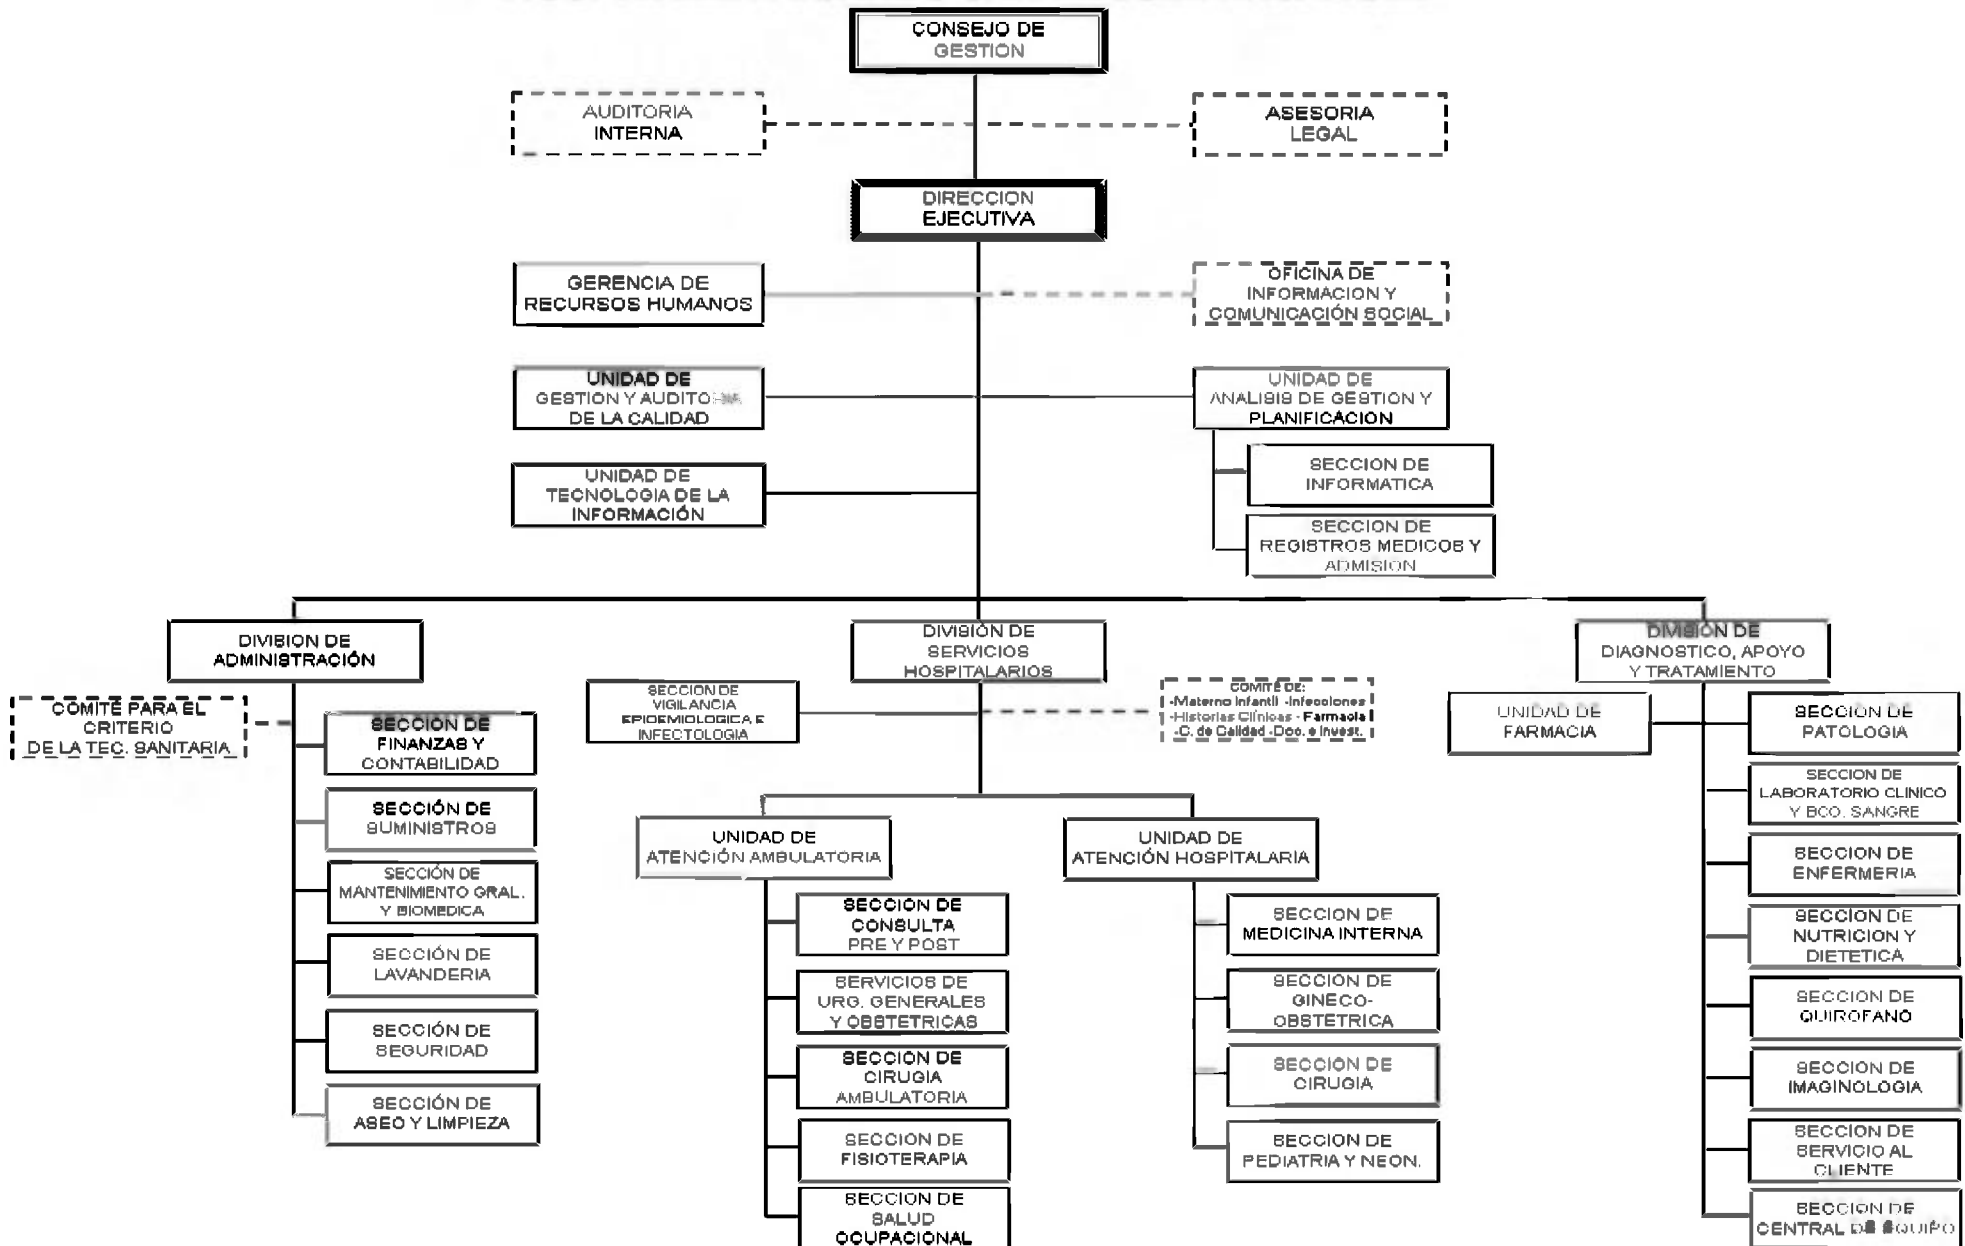 CONSEJO DE
GESTION
AUDITORIA
INTERNA
ASESORIA
LEGAL
DIRECCION
EJECUTIVA
GERENCIA DE
RECURSOS HUMANOS
OFICINA DE
INFORMACION Y
COMUNICACIÓN SOCIAL
UNIDAD DE
GESTION Y AUDITORIA
DE LA CALIDAD
UNIDAD DE
ANALISIS DE GESTION Y
PLANIFICACION
UNIDAD DE
TECNOLOGIA DE LA
INFORMACIÓN
SECCION DE
INFORMATICA
SECCION DE
REGISTROS MEDICOS Y
ADMISION
DIVISION DE
ADMINISTRACIÓN
DIVISIÓN DE
SERVICIOS
HOSPITALARIOS
DIVISIÓN DE
DIAGNOSTICO, APOYO
Y TRATAMIENTO
COMITÉ PARA EL
CRITERIO
DE LA TEC. SANITARIA
SECCIÓN DE
FINANZAS Y
CONTABILIDAD
SECCIÓN DE
SUMINISTROS
SECCIÓN DE
MANTENIMIENTO GRAL.
Y BIOMEDICA
SECCIÓN DE
LAVANDERIA
SECCIÓN DE
SEGURIDAD
SECCIÓN DE
ASEO Y LIMPIEZA
SECCION DE
VIGILANCIA
EPIDEMIOLOGICA E
INFECTOLOGIA
COMITÉ DE:
-Materno Infantil -Infecciones
-Historias Clínicas - Farmacia
-C. de Calidad -Doc. e Invest.
UNIDAD DE
ATENCIÓN AMBULATORIA
SECCION DE
CONSULTA
PRE Y POST
SERVICIOS DE
URG. GENERALES
Y OBSTETRICAS
SECCION DE
CIRUGIA
AMBULATORIA
SECCION DE
FISIOTERAPIA
SECCION DE
SALUD
OCUPACIONAL
UNIDAD DE
ATENCIÓN HOSPITALARIA
SECCION DE
MEDICINA INTERNA
SECCION DE
GINECO-
OBSTETRICA
SECCION DE
CIRUGIA
SECCION DE
PEDIATRIA Y NEON.
UNIDAD DE
FARMACIA
SECCION DE
PATOLOGIA
SECCION DE
LABORATORIO CLINICO
Y BCO. SANGRE
SECCION DE
ENFERMERIA
SECCION DE
NUTRICION Y
DIETETICA
SECCION DE
QUIROFANO
SECCION DE
IMAGINOLOGIA
SECCION DE
SERVICIO AL
CLIENTE
SECCION DE
CENTRAL DE EQUIPO